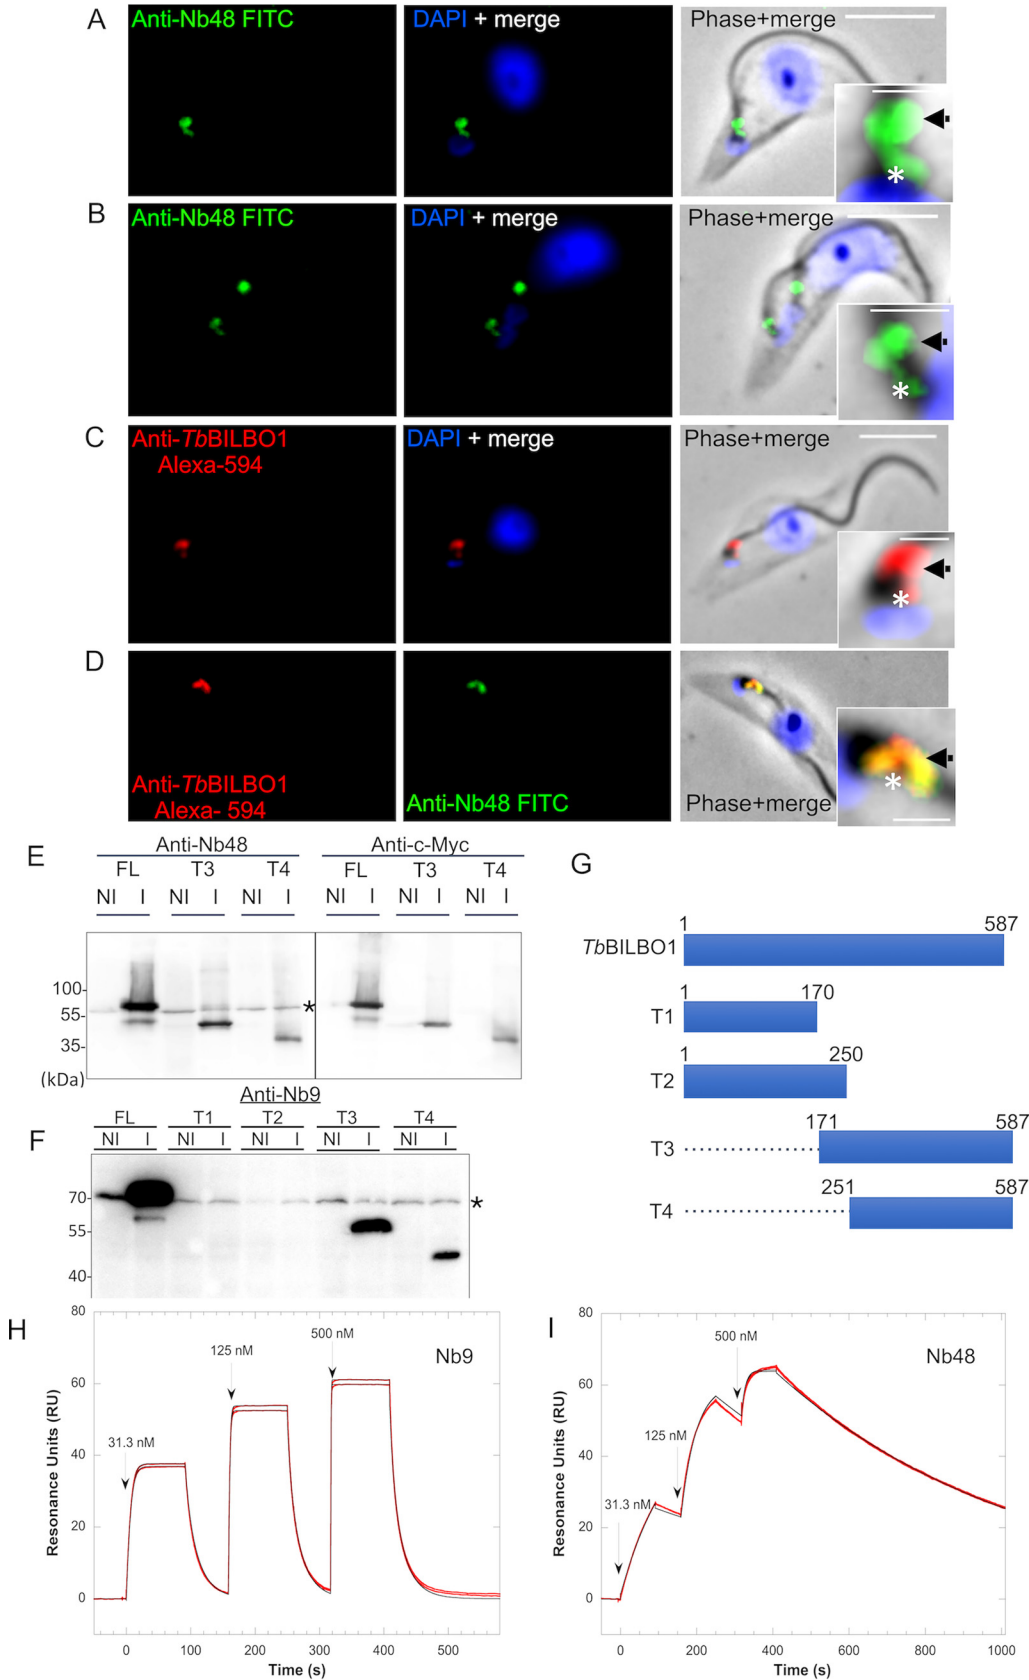 A
Anti-Nb48 FITC
DAPI + merge
Phase+merge
*
B
Anti-Nb48 FITC
DAPI + merge
Phase+merge
*
C
Anti-TbBILBO1
Alexa-594
DAPI + merge
Phase+merge
*
D
Anti-TbBILBO1
Alexa- 594
Anti-Nb48 FITC
Phase+merge
*
E
Anti-Nb48 Anti-c-Myc
FL T3 T4 FL T3 T4
NI I NI I NI I NI I NI I NI I
100-
55-
35-
(kDa)
*
F
Anti-Nb9
FL T1 T2 T3 T4
NI I NI I NI I NI I NI I
70-
55-
40-
*
G
1 587
TbBILBO1
1 170
T1
1 250
T2
171 587
T3
251 587
T4
H
Nb9
31.3 nM
125 nM
500 nM
Resonance Units (RU)
80
60
40
20
0
0 100 200 300 400 500
Time (s)
I
Nb48
31.3 nM
125 nM
500 nM
Resonance Units (RU)
80
60
40
20
0
0 200 400 600 800 1000
Time (s)